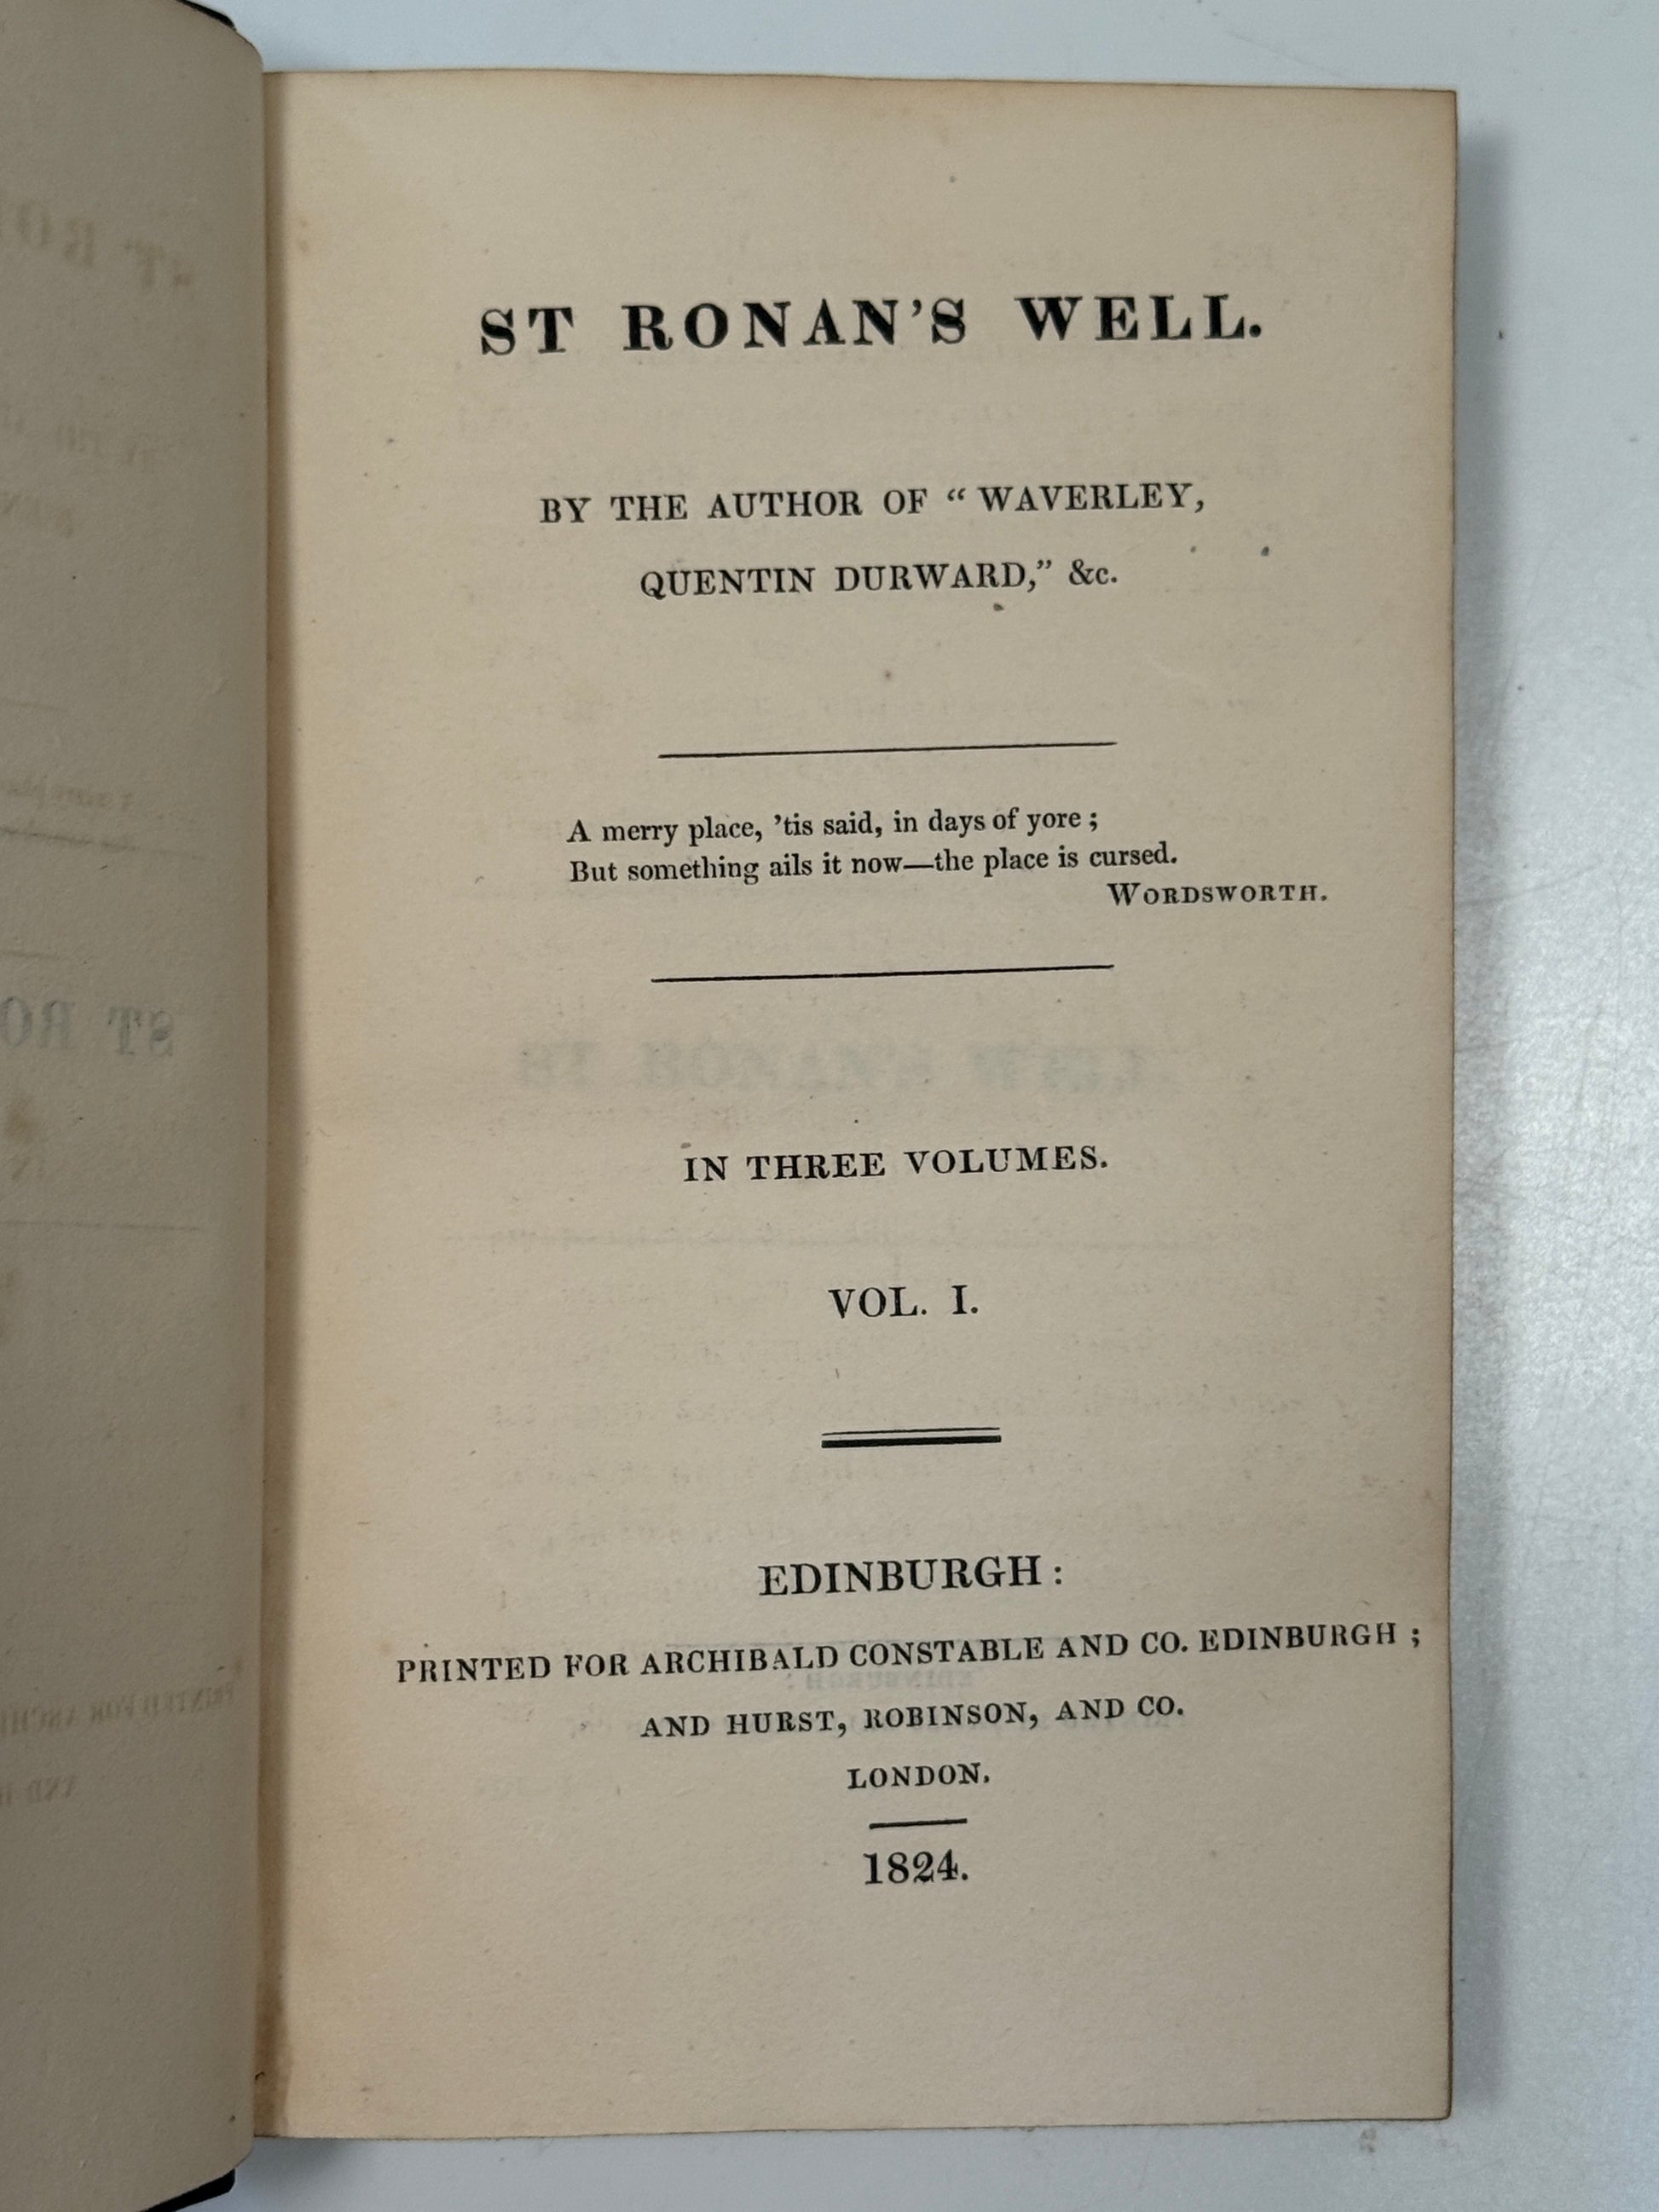 ST RONAN'S WELL.
BY THE AUTHOR OF “ WAVERLEY,
QUENTIN DURWARD,” &c.
A merry place, ’tis said, in days of yore ;
But something ails it now—the place is cursed.
WORDSWORTH.
IN THREE VOLUMES.
VOL. I.
EDINBURGH :
PRINTED FOR ARCHIBALD CONSTABLE AND CO. EDINBURGH ;
AND HURST, ROBINSON, AND CO.
LONDON.
1824.